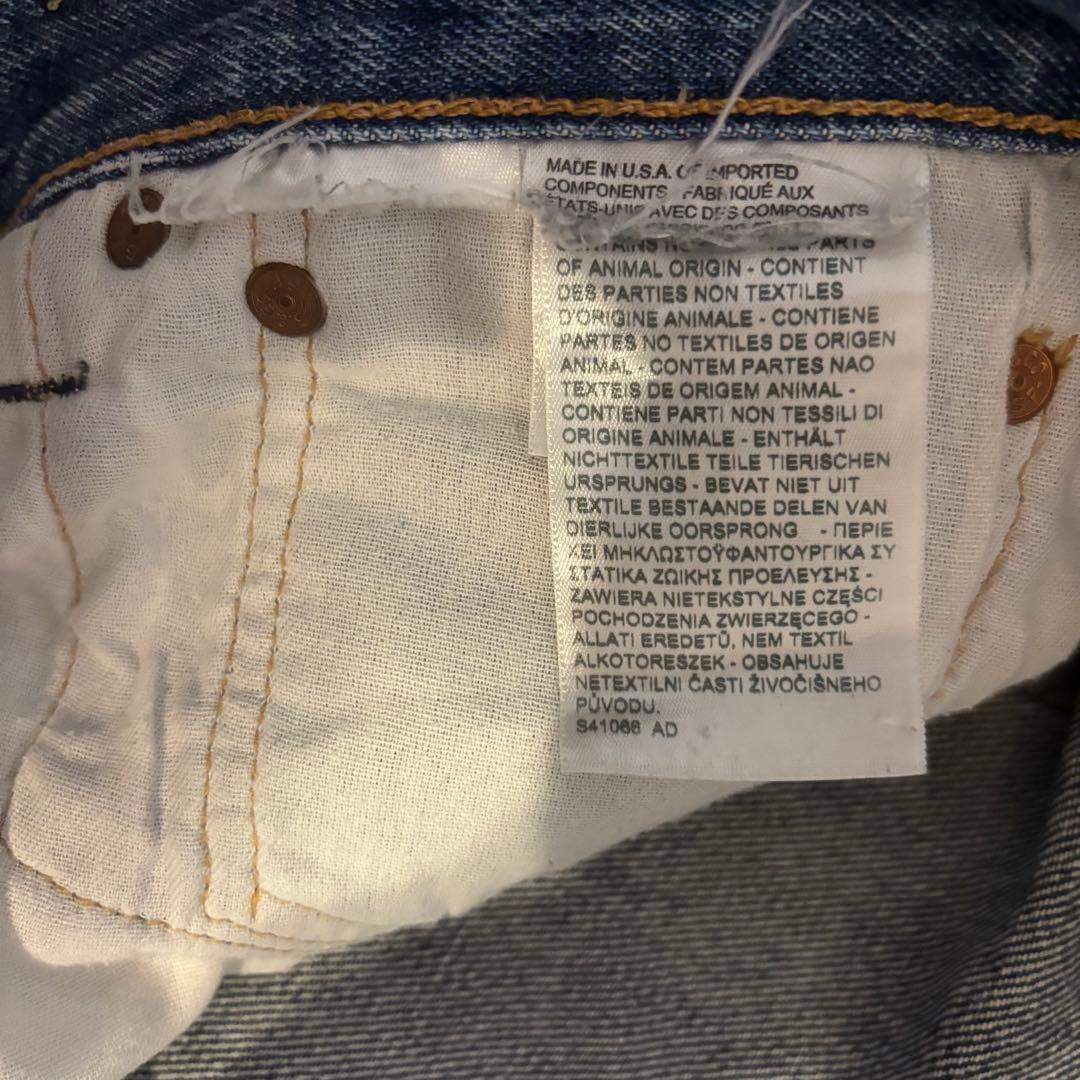 MADE IN U.S.A. OF IMPORTED
COMPONENTS FABRIQUÉ AUX
ÉTATS-UNIS AVEC DES COMPOSANTS
PARTS
OF ANIMAL ORIGIN - CONTIENT
DES PARTIES NON TEXTILES
D'ORIGINE ANIMALE - CONTIENE
PARTES NO TEXTILES DE ORIGEN
ANIMAL - CONTEM PARTES NAO
TEXTEIS DE ORIGEM ANIMAL -
CONTIENE PARTI NON TESSILI DI
ORIGINE ANIMALE - ENTHÄLT
NICHTTEXTILE TEILE TIERISCHEN
URSPRUNGS - BEVAT NIET UIT
TEXTILE BESTAANDE DELEN VAN
DIERLIJKE OORSPRONG - ΠΕΡΙΕ
ΧΕΙ ΜΗΚΛΩΣΤΟΫΦΑΝΤΟΥΡΓΙΚΑ ΣΥ
ΣΤΑΤΙΚΑ ΖΩΙΚΗΣ ΠΡΟΕΛΕΥΣΗΣ -
ZAWIERA NIETEKSTYLNE CZĘŚCI
POCHODZENIA ZWIERZĘCEGO -
ÁLLATI EREDETŰ, NEM TEXTIL
ALKOTORESZEK - OBSAHUJE
NETEXTILNÍ ČASTI ŽIVOČIŠNEHO
PŮVODU.
S41066 AD